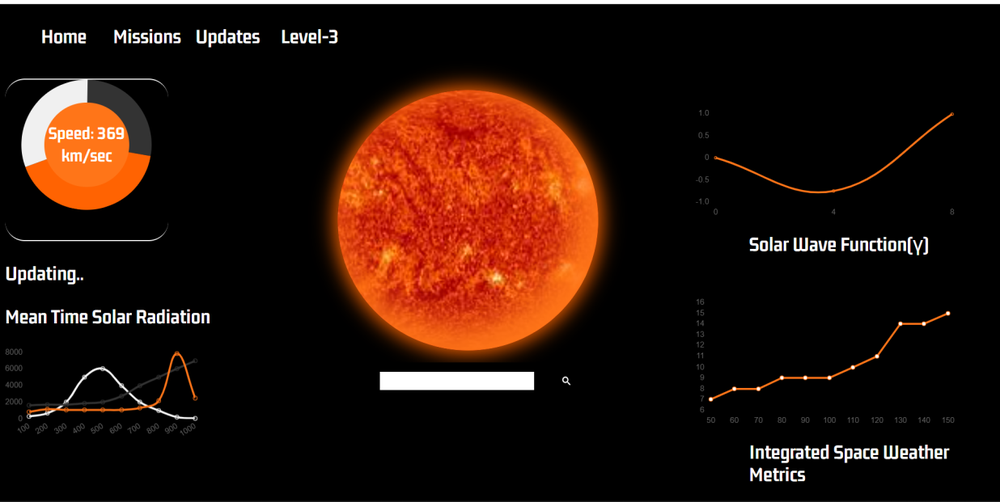 Home Missions Updates Level-3
Speed: 369
km/sec
Updating..
Mean Time Solar Radiation
8000
6000
4000
2000
0
100 200 300 400 500 600 700 800 900 1000
1.0
0.5
0
-0.5
-1.0
0 4 8
Solar Wave Function(γ)
16
15
14
13
12
11
10
9
8
7
6
50 60 70 80 90 100 110 120 130 140 150
Integrated Space Weather
Metrics